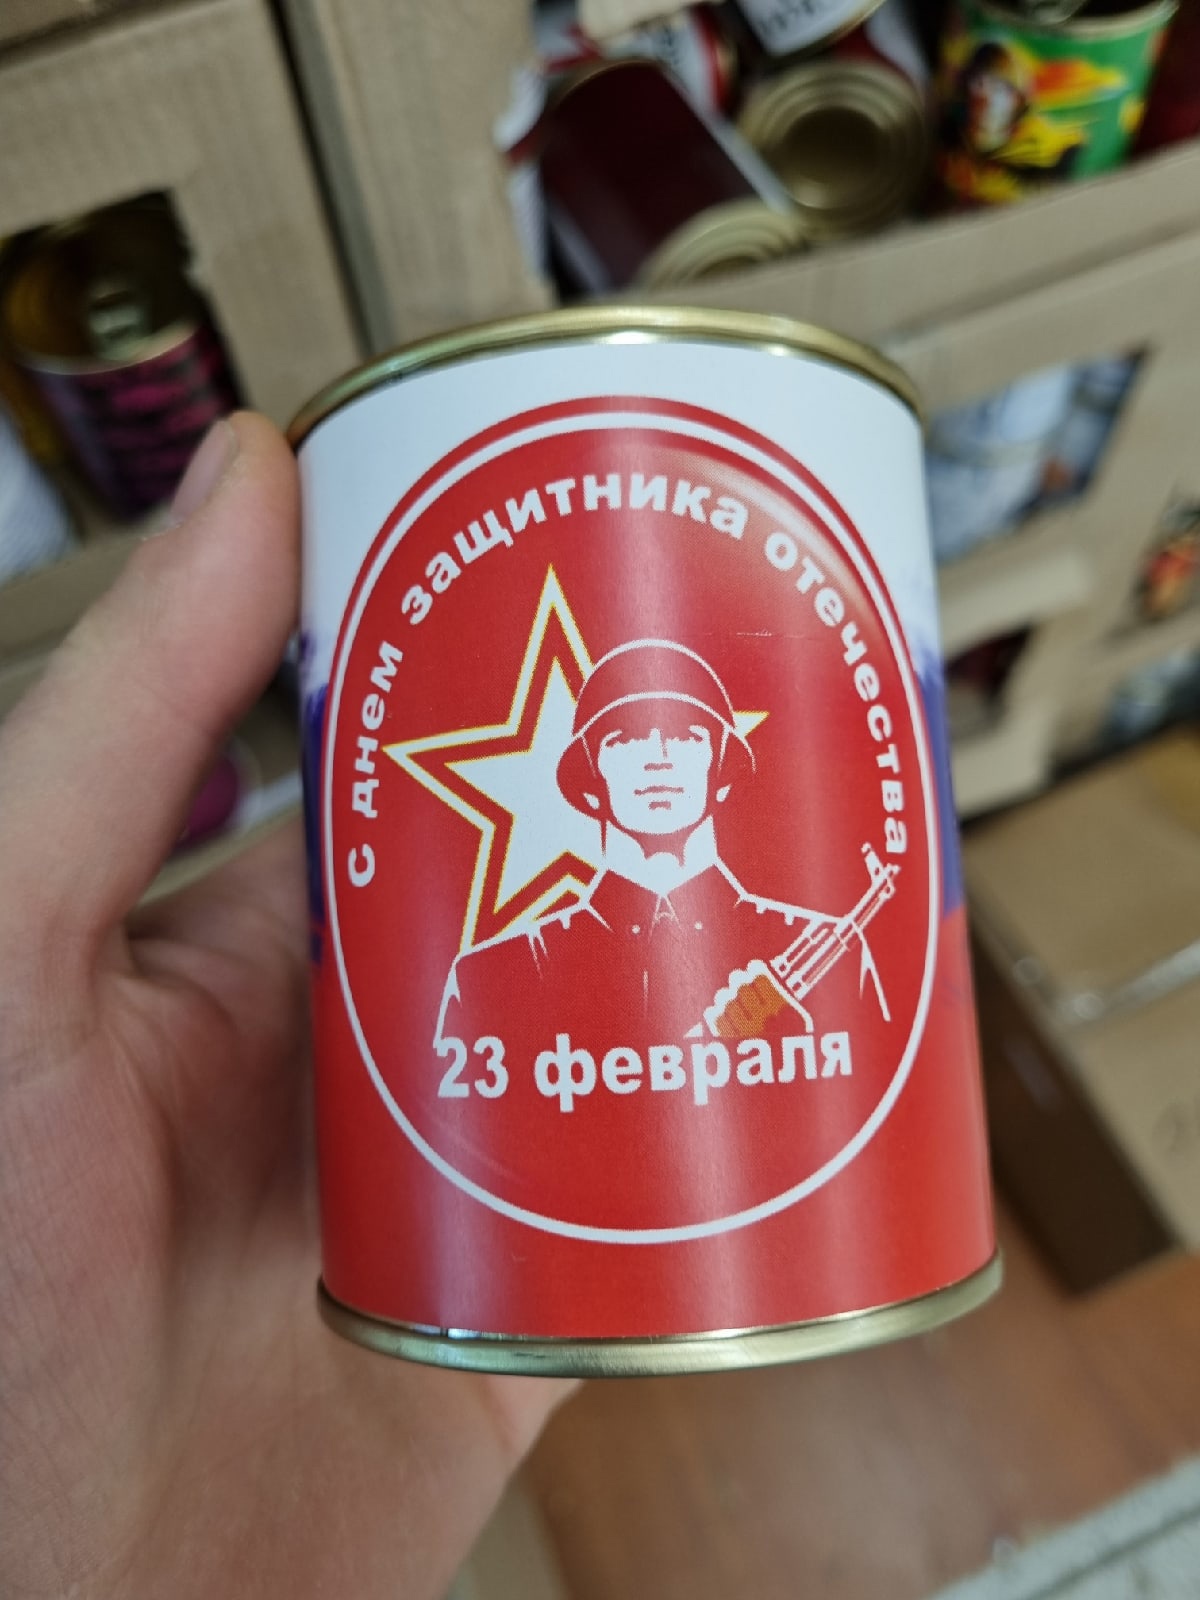 С днем защитника отечества,
23 февраля